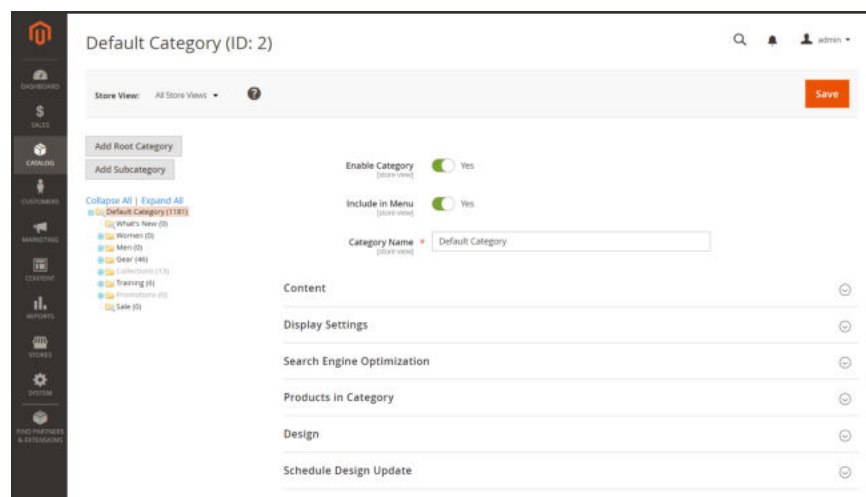 Default Category (ID: 2)
admin
DASHBOARD
SALES
CATALOG
CUSTOMERS
MARKETING
CONTENT
REPORTS
STORES
SYSTEM
FIND PARTNERS
& EXTENSIONS
Store View: All Store Views
?
Save
Add Root Category
Add Subcategory
Collapse All | Expand All
Default Category (1181)
What's New (0)
Women (0)
Men (0)
Gear (46)
Collections (13)
Training (6)
Promotions (0)
Sale (0)
Enable Category
[store view]
Yes
Include in Menu
[store view]
Yes
Category Name *
[store view]
Default Category
Content
Display Settings
Search Engine Optimization
Products in Category
Design
Schedule Design Update